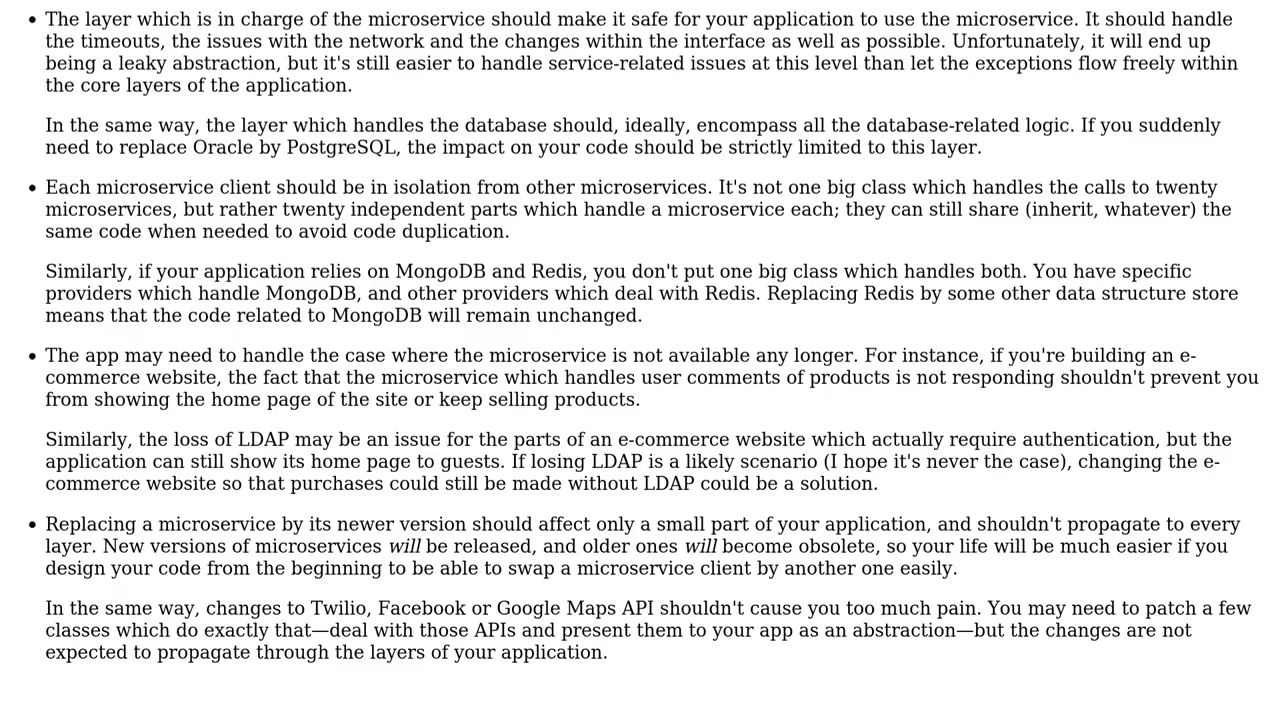 • The layer which is in charge of the microservice should make it safe for your application to use the microservice. It should handle
the timeouts, the issues with the network and the changes within the interface as well as possible. Unfortunately, it will end up
being a leaky abstraction, but it's still easier to handle service-related issues at this level than let the exceptions flow freely within
the core layers of the application.
In the same way, the layer which handles the database should, ideally, encompass all the database-related logic. If you suddenly
need to replace Oracle by PostgreSQL, the impact on your code should be strictly limited to this layer.
• Each microservice client should be in isolation from other microservices. It's not one big class which handles the calls to twenty
microservices, but rather twenty independent parts which handle a microservice each; they can still share (inherit, whatever) the
same code when needed to avoid code duplication.
Similarly, if your application relies on MongoDB and Redis, you don't put one big class which handles both. You have specific
providers which handle MongoDB, and other providers which deal with Redis. Replacing Redis by some other data structure store
means that the code related to MongoDB will remain unchanged.
• The app may need to handle the case where the microservice is not available any longer. For instance, if you're building an e-
commerce website, the fact that the microservice which handles user comments of products is not responding shouldn't prevent you
from showing the home page of the site or keep selling products.
Similarly, the loss of LDAP may be an issue for the parts of an e-commerce website which actually require authentication, but the
application can still show its home page to guests. If losing LDAP is a likely scenario (I hope it's never the case), changing the e-
commerce website so that purchases could still be made without LDAP could be a solution.
• Replacing a microservice by its newer version should affect only a small part of your application, and shouldn't propagate to every
layer. New versions of microservices will be released, and older ones will become obsolete, so your life will be much easier if you
design your code from the beginning to be able to swap a microservice client by another one easily.
In the same way, changes to Twilio, Facebook or Google Maps API shouldn't cause you too much pain. You may need to patch a few
classes which do exactly that—deal with those APIs and present them to your app as an abstraction—but the changes are not
expected to propagate through the layers of your application.